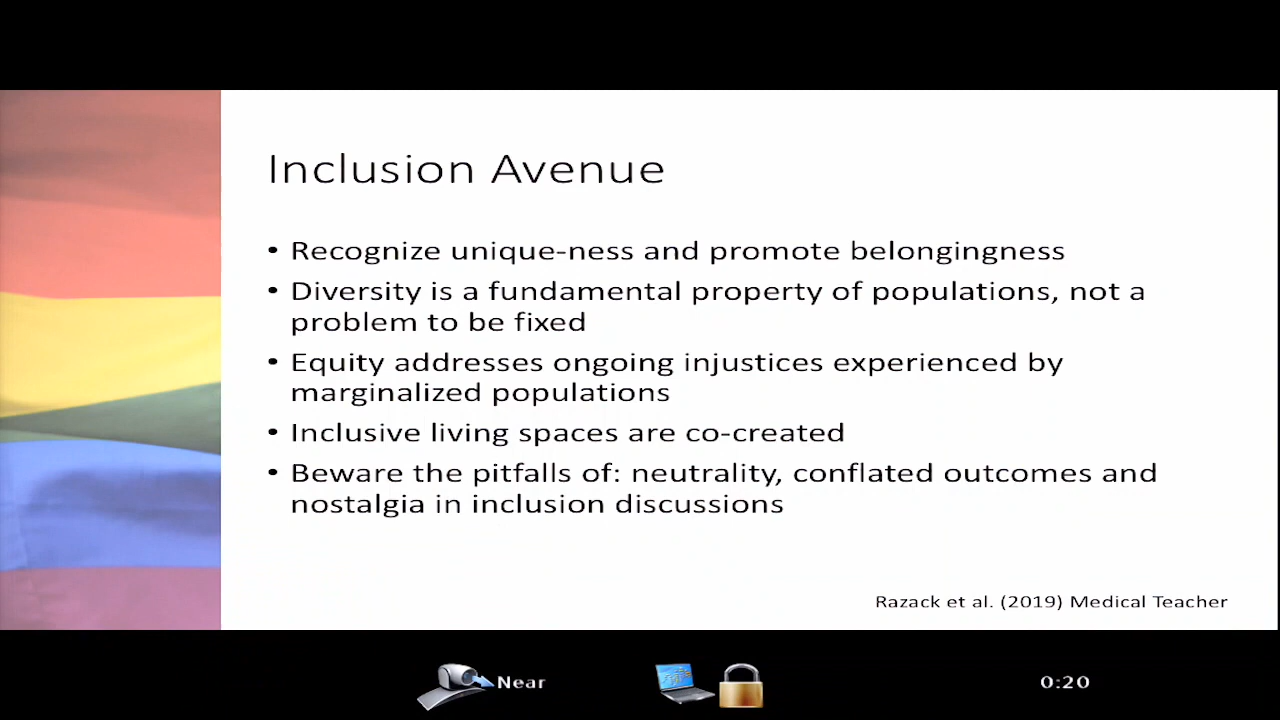 Inclusion Avenue
• Recognize unique-ness and promote belongingness
• Diversity is a fundamental property of populations, not a
problem to be fixed
• Equity addresses ongoing injustices experienced by
marginalized populations
• Inclusive living spaces are co-created
• Beware the pitfalls of: neutrality, conflated outcomes and
nostalgia in inclusion discussions
Razack et al. (2019) Medical Teacher
Near
0:20